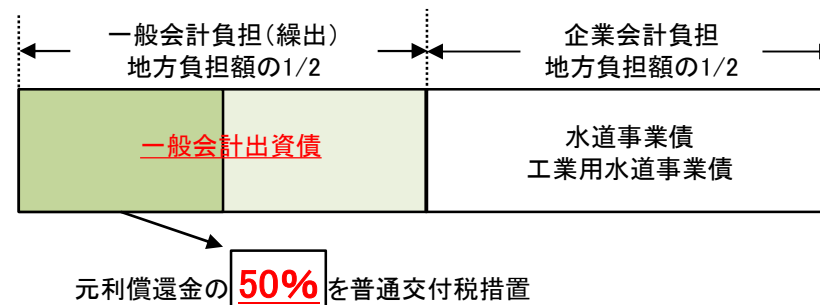 一般会計負担(繰出)
地方負担額の1/2
企業会計負担
地方負担額の1/2
一般会計出資債
水道事業債
工業用水道事業債
元利償還金の50%を普通交付税措置